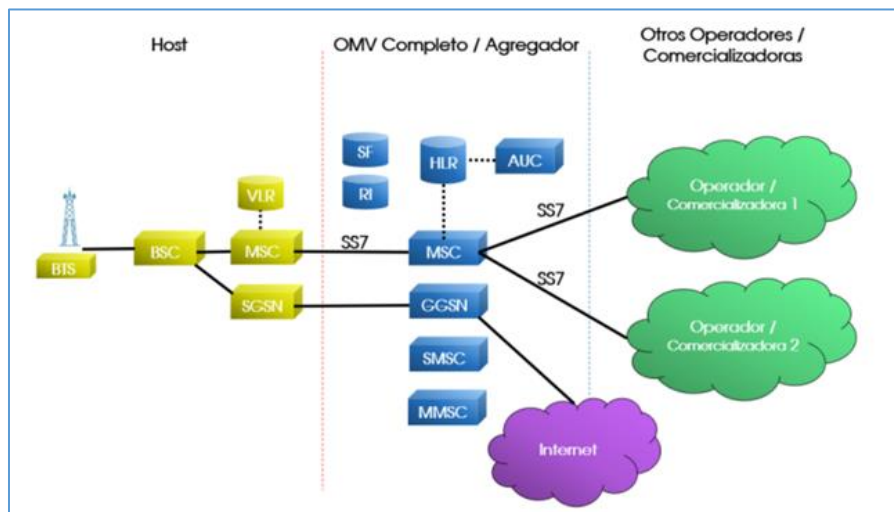 Host
OMV Completo / Agregador
Otros Operadores /
Comercializadoras
SF
HLR
AUC
RI
VLR
BTS
BSC
MSC
SS7
MSC
SS7
SS7
Operador /
Comercializadora 1
SGSN
GGSN
Operador /
Comercializadora 2
SMSC
MMSC
Internet